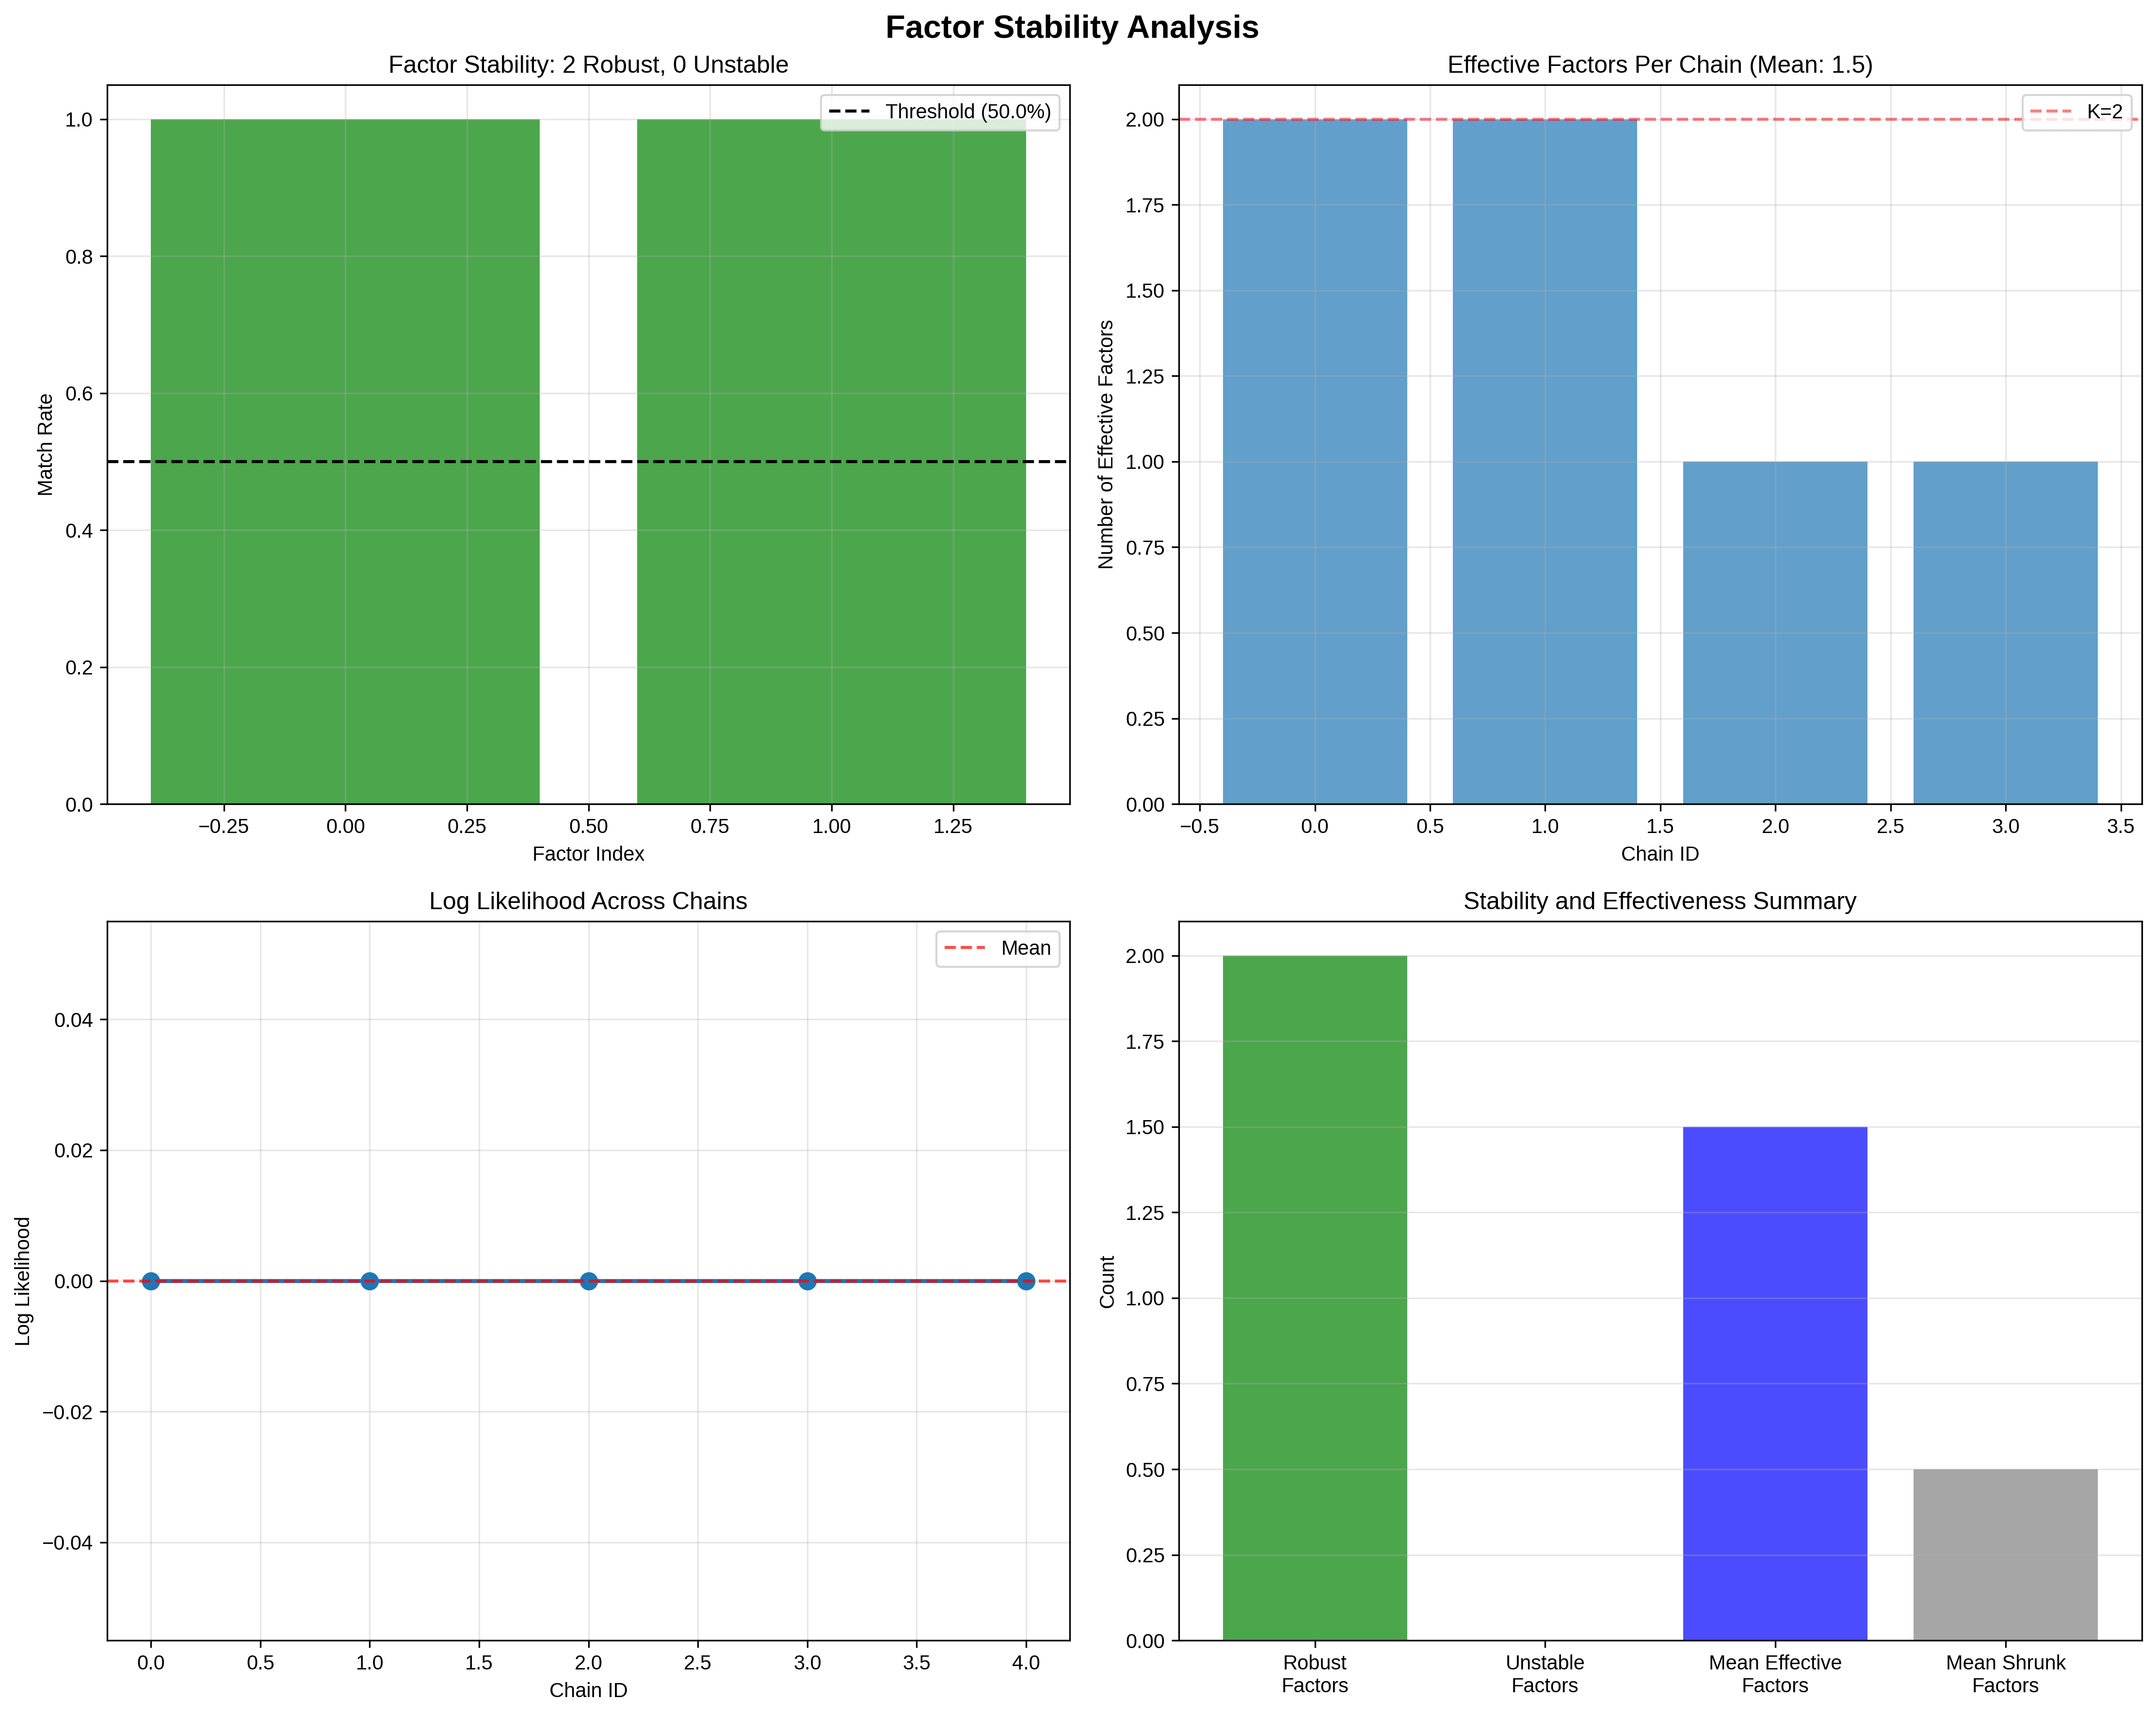 Factor Stability Analysis
Factor Stability: 2 Robust, 0 Unstable
Threshold (50.0%)
1.0
0.8
0.6
0.4
0.2
0.0
Match Rate
−0.25 0.00 0.25 0.50 0.75 1.00 1.25
Factor Index
Effective Factors Per Chain (Mean: 1.5)
K=2
2.00
1.75
1.50
1.25
1.00
0.75
0.50
0.25
0.00
Number of Effective Factors
−0.5 0.0 0.5 1.0 1.5 2.0 2.5 3.0 3.5
Chain ID
Log Likelihood Across Chains
Mean
0.04
0.02
0.00
−0.02
−0.04
Log Likelihood
0.0 0.5 1.0 1.5 2.0 2.5 3.0 3.5 4.0
Chain ID
Stability and Effectiveness Summary
2.00
1.75
1.50
1.25
1.00
0.75
0.50
0.25
0.00
Count
Robust
Factors
Unstable
Factors
Mean Effective
Factors
Mean Shrunk
Factors